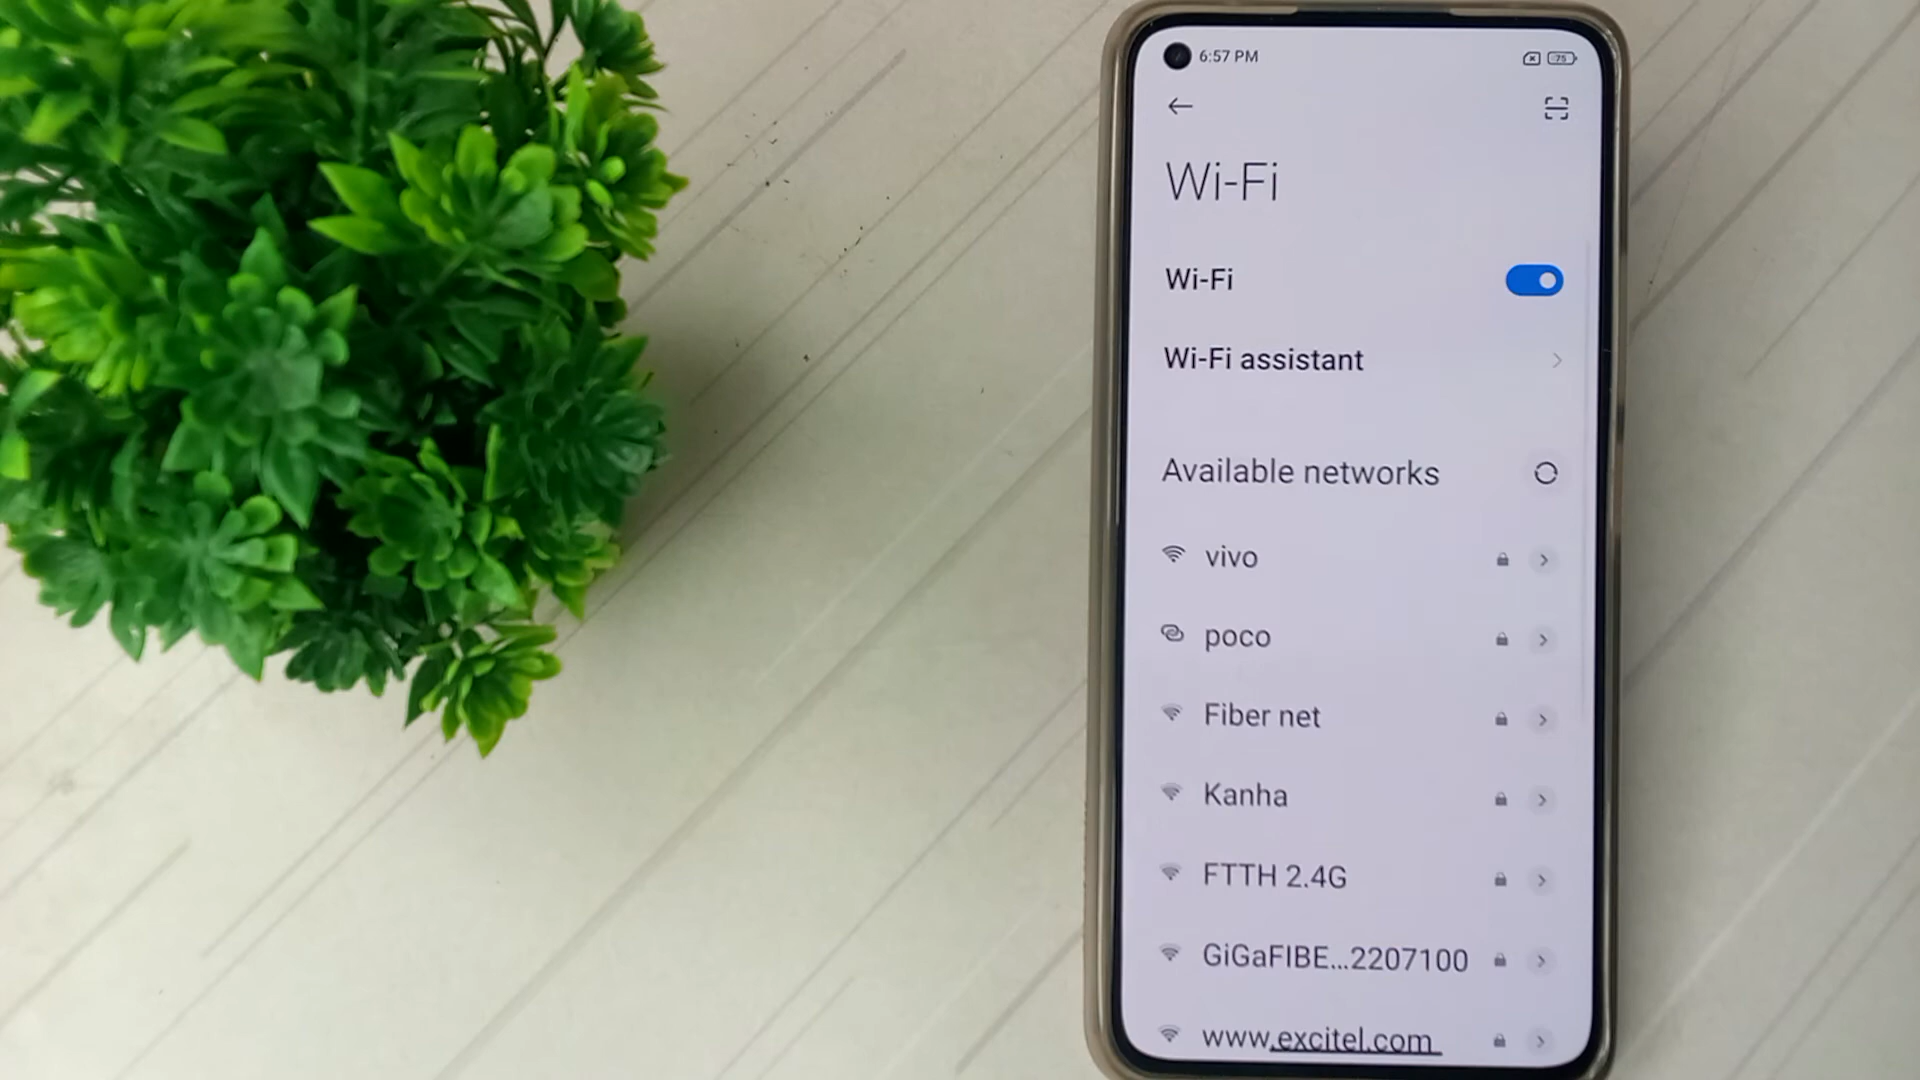 6:57 PM
75
Wi-Fi
Wi-Fi
Wi-Fi assistant
Available networks
vivo
poco
Fiber net
Kanha
FTTH 2.4G
GiGaFIBE...2207100
www.excitel.com